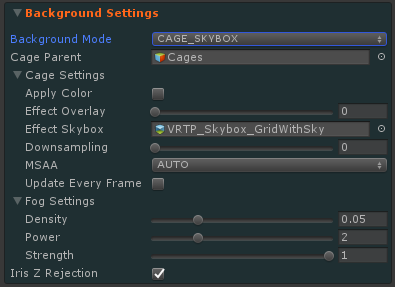 Background Settings
Background Mode CAGE_SKYBOX
Cage Parent Cages
Cage Settings
Apply Color
Effect Overlay 0
Effect Skybox VRTP_Skybox_GridWithSky
Downsampling 0
MSAA AUTO
Update Every Frame
Fog Settings
Density 0.05
Power 2
Strength 1
Iris Z Rejection